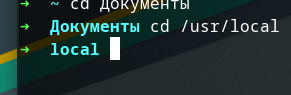 → ~ cd Документы
→ Документы cd /usr/local
→ local